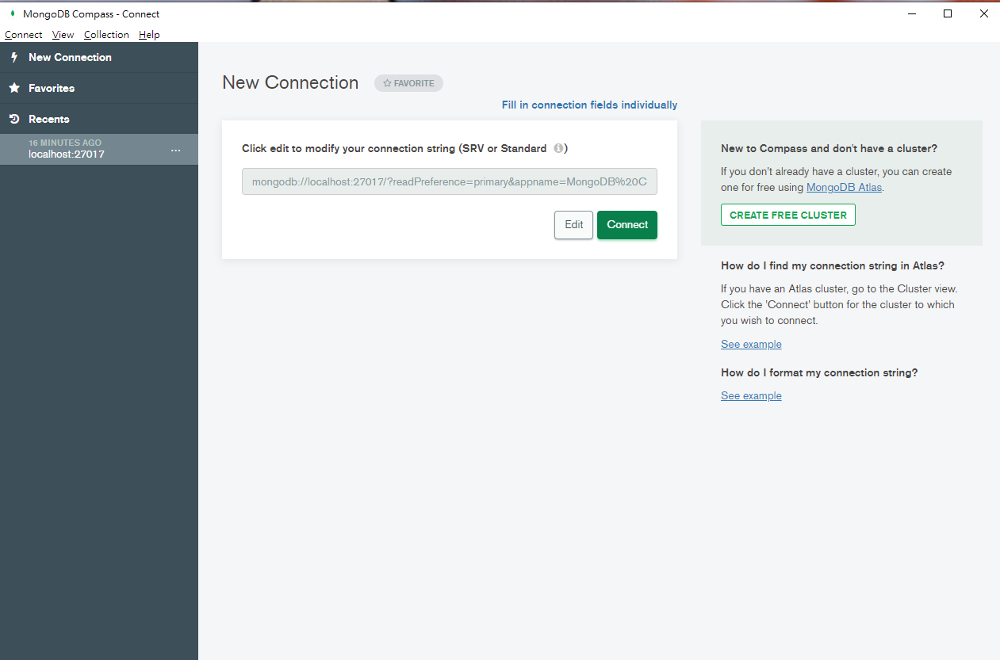 MongoDB Compass - Connect
Connect View Collection Help
New Connection
Favorites
Recents
16 MINUTES AGO
localhost:27017
...
New Connection
FAVORITE
Fill in connection fields individually
Click edit to modify your connection string (SRV or Standard )
mongodb://localhost:27017/?readPreference=primary&appname=MongoDB%20C
Edit
Connect
New to Compass and don't have a cluster?
If you don't already have a cluster, you can create
one for free using MongoDB Atlas.
CREATE FREE CLUSTER
How do I find my connection string in Atlas?
If you have an Atlas cluster, go to the Cluster view.
Click the 'Connect' button for the cluster to which
you wish to connect.
See example
How do I format my connection string?
See example